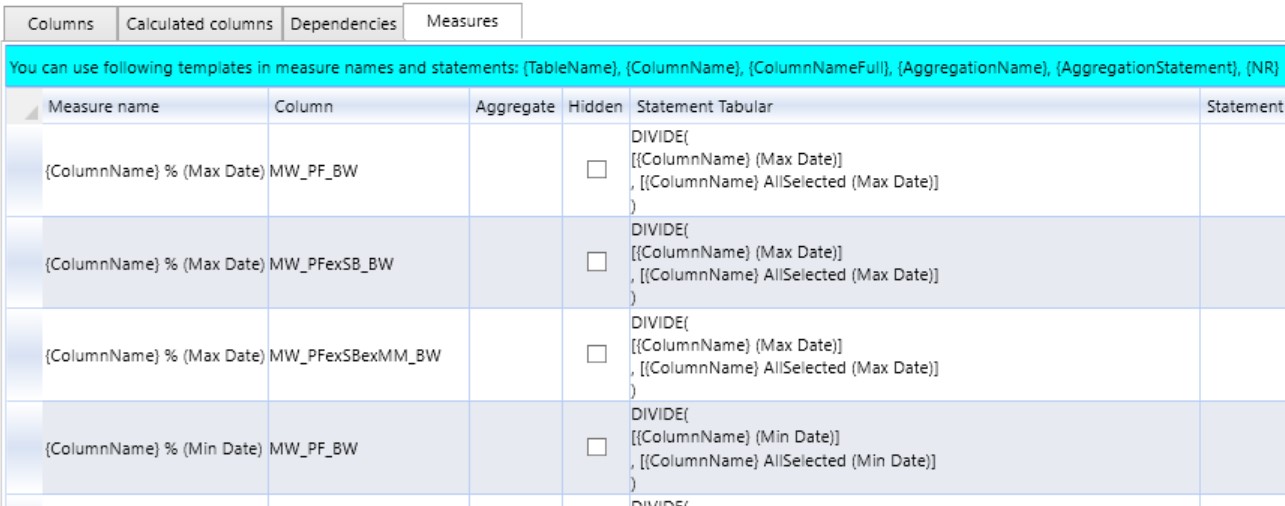 Columns Calculated columns Dependencies Measures
You can use following templates in measure names and statements: {TableName}, {ColumnName}, {ColumnNameFull}, {AggregationName}, {AggregationStatement}, {NR}
Measure name Column Aggregate Hidden Statement Tabular Statement
DIVIDE(
[{ColumnName} (Max Date)]
{ColumnName} % (Max Date) MW_PF_BW
, [{ColumnName} AllSelected (Max Date)]
)
DIVIDE(
[{ColumnName} (Max Date)]
{ColumnName} % (Max Date) MW_PFexSB_BW
, [{ColumnName} AllSelected (Max Date)]
)
DIVIDE(
[{ColumnName} (Max Date)]
{ColumnName} % (Max Date) MW_PFexSBexMM_BW
, [{ColumnName} AllSelected (Max Date)]
)
DIVIDE(
[{ColumnName} (Min Date)]
{ColumnName} % (Min Date) MW_PF_BW
, [{ColumnName} AllSelected (Min Date)]
)
DIVIDE(